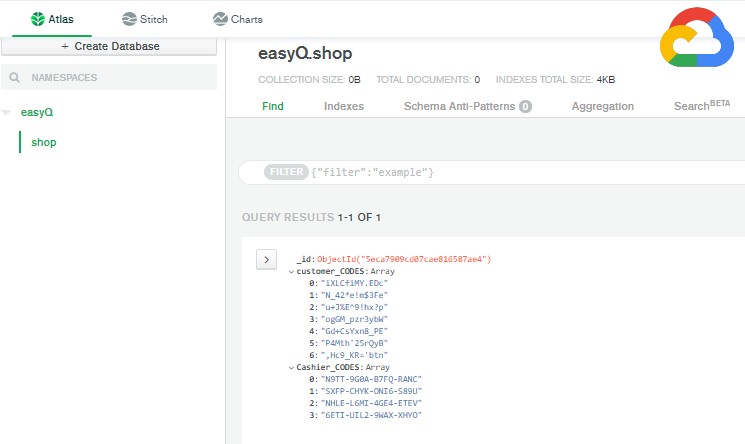 Atlas
Stitch
Charts
+ Create Database
NAMESPACES
easyQ
shop
easyQ.shop
COLLECTION SIZE: 0B TOTAL DOCUMENTS: 0 INDEXES TOTAL SIZE: 4KB
Find Indexes Schema Anti-Patterns 0 Aggregation Search BETA
FILTER {"filter":"example"}
QUERY RESULTS 1-1 OF 1
_id: ObjectId("5eca7909cd07cae816587ae4")
customer_CODES: Array
0: "iXLCfiMY.EDc"
1: "N_42*e!m$3Fe"
2: "u+J%E^9!hx?p"
3: "ogGM_pzr3ybW"
4: "Gd+CsYxn8_PE"
5: "P4Mth'25rQyB"
6: ",Hc9_KR='btn"
Cashier_CODES: Array
0: "N9TT-9G0A-B7FQ-RANC"
1: "SXFP-CHYK-ONI6-S89U"
2: "NHLE-L6MI-4GE4-ETEV"
3: "6ETI-UIL2-9WAX-XHYO"